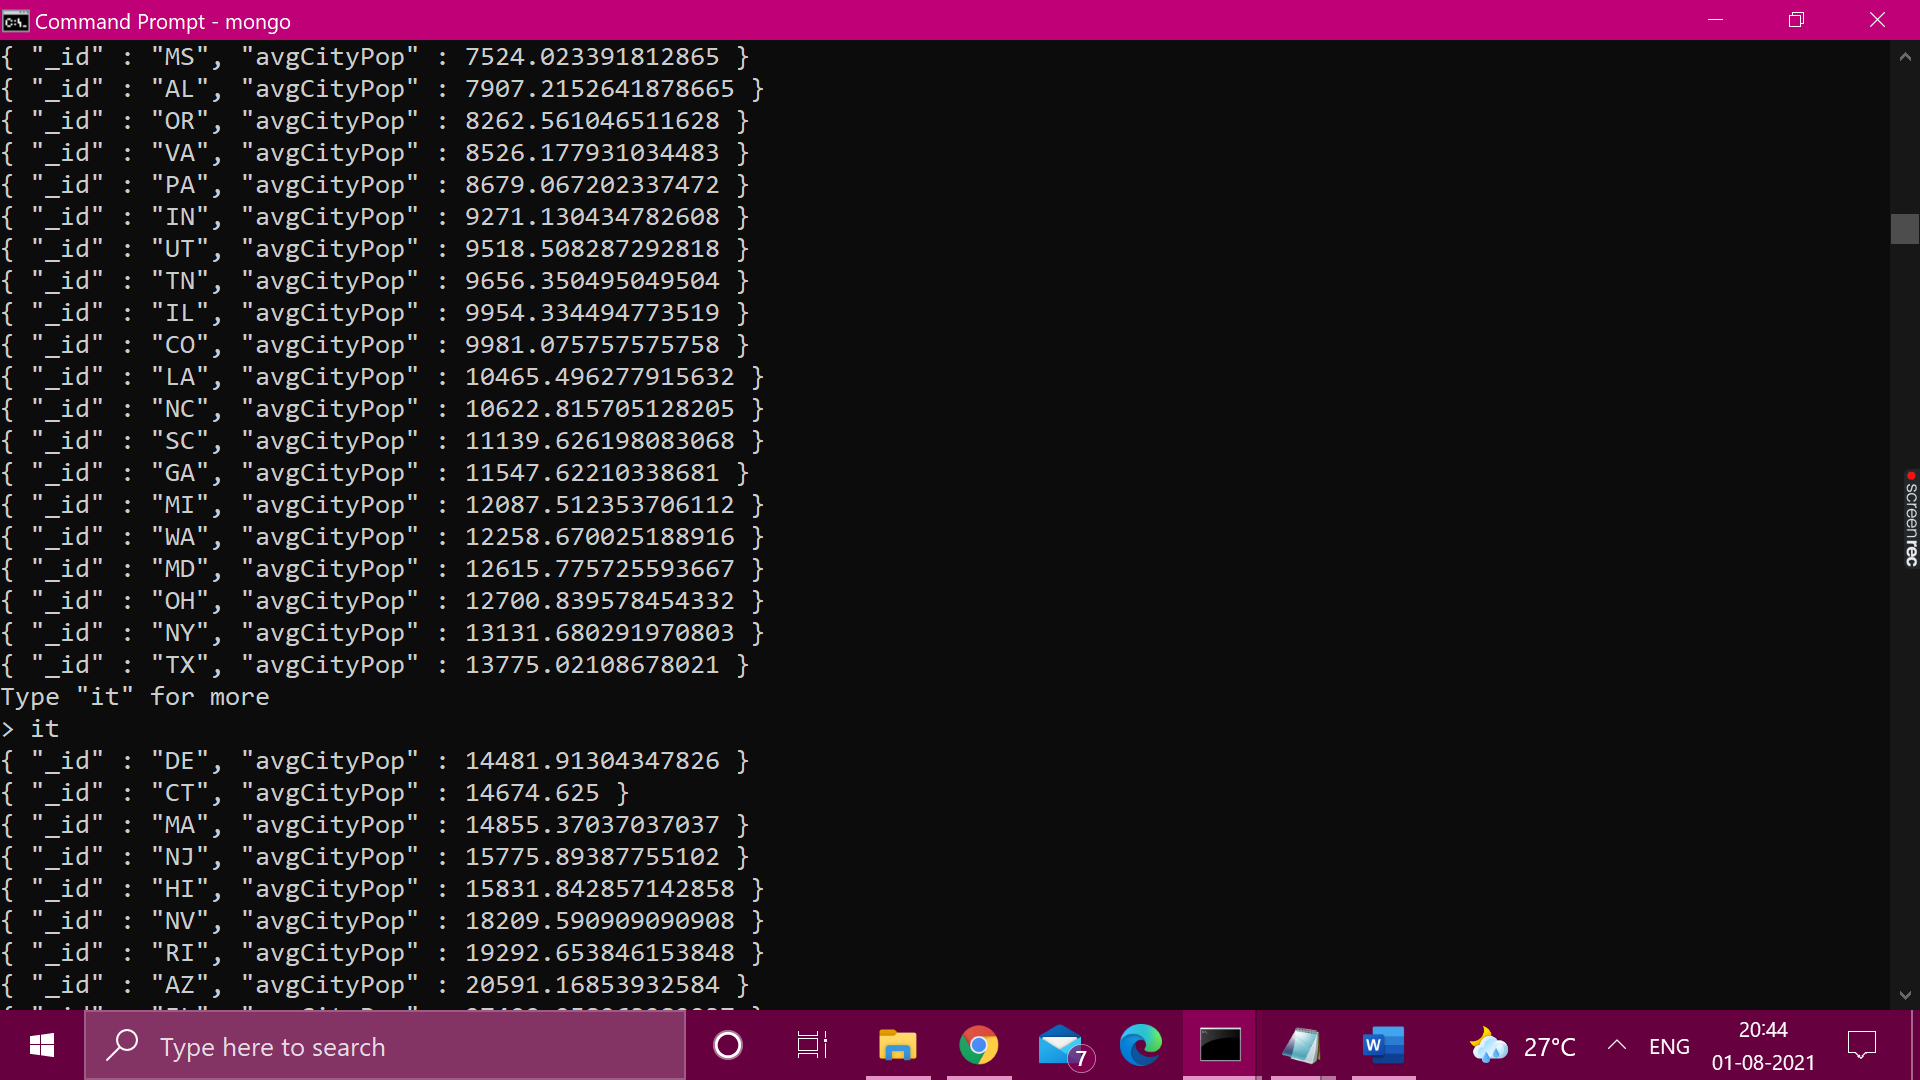 Command Prompt - mongo
{ "_id" : "MS", "avgCityPop" : 7524.023391812865 }
{ "_id" : "AL", "avgCityPop" : 7907.2152641878665 }
{ "_id" : "OR", "avgCityPop" : 8262.561046511628 }
{ "_id" : "VA", "avgCityPop" : 8526.177931034483 }
{ "_id" : "PA", "avgCityPop" : 8679.067202337472 }
{ "_id" : "IN", "avgCityPop" : 9271.130434782608 }
{ "_id" : "UT", "avgCityPop" : 9518.508287292818 }
{ "_id" : "TN", "avgCityPop" : 9656.350495049504 }
{ "_id" : "IL", "avgCityPop" : 9954.334494773519 }
{ "_id" : "CO", "avgCityPop" : 9981.075757575758 }
{ "_id" : "LA", "avgCityPop" : 10465.496277915632 }
{ "_id" : "NC", "avgCityPop" : 10622.815705128205 }
{ "_id" : "SC", "avgCityPop" : 11139.626198083068 }
{ "_id" : "GA", "avgCityPop" : 11547.62210338681 }
{ "_id" : "MI", "avgCityPop" : 12087.512353706112 }
{ "_id" : "WA", "avgCityPop" : 12258.670025188916 }
{ "_id" : "MD", "avgCityPop" : 12615.775725593667 }
{ "_id" : "OH", "avgCityPop" : 12700.839578454332 }
{ "_id" : "NY", "avgCityPop" : 13131.680291970803 }
{ "_id" : "TX", "avgCityPop" : 13775.02108678021 }
Type "it" for more
> it
{ "_id" : "DE", "avgCityPop" : 14481.91304347826 }
{ "_id" : "CT", "avgCityPop" : 14674.625 }
{ "_id" : "MA", "avgCityPop" : 14855.37037037037 }
{ "_id" : "NJ", "avgCityPop" : 15775.89387755102 }
{ "_id" : "HI", "avgCityPop" : 15831.842857142858 }
{ "_id" : "NV", "avgCityPop" : 18209.590909090908 }
{ "_id" : "RI", "avgCityPop" : 19292.653846153848 }
{ "_id" : "AZ", "avgCityPop" : 20591.16853932584 }
screenrec
Type here to search
7
W
27°C
ENG
20:44
01-08-2021